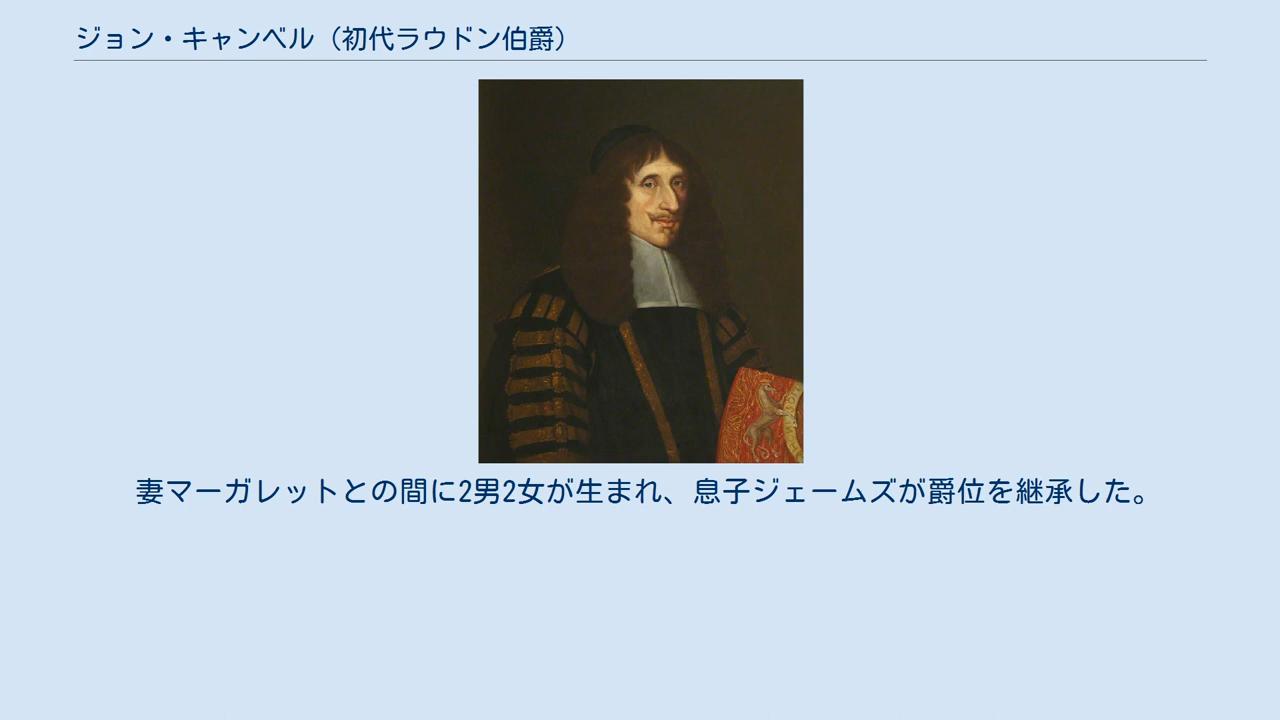 ジョン・キャンベル（初代ラウドン伯爵）
妻マーガレットとの間に2男2女が生まれ、息子ジェームズが爵位を継承した。